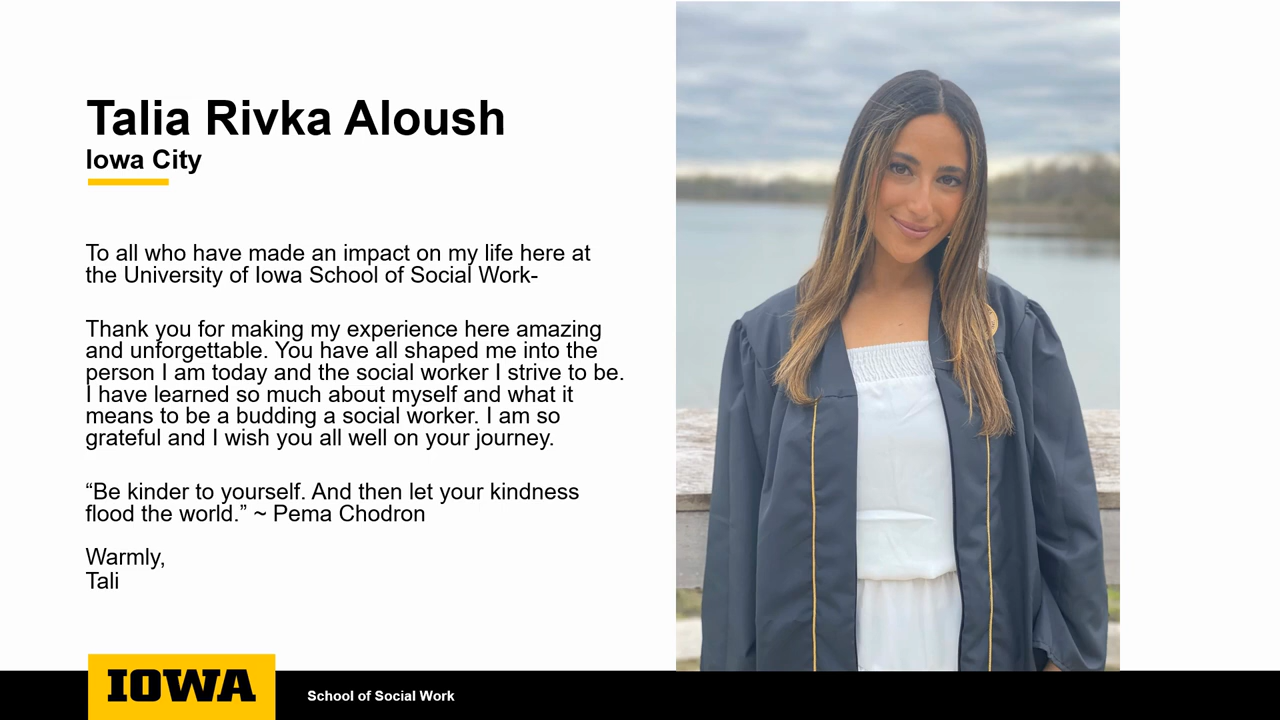 Talia Rivka Aloush
Iowa City
To all who have made an impact on my life here at
the University of Iowa School of Social Work-
Thank you for making my experience here amazing
and unforgettable. You have all shaped me into the
person I am today and the social worker I strive to be.
I have learned so much about myself and what it
means to be a budding a social worker. I am so
grateful and I wish you all well on your journey.
“Be kinder to yourself. And then let your kindness
flood the world.” ~ Pema Chodron
Warmly,
Tali
IOWA
School of Social Work